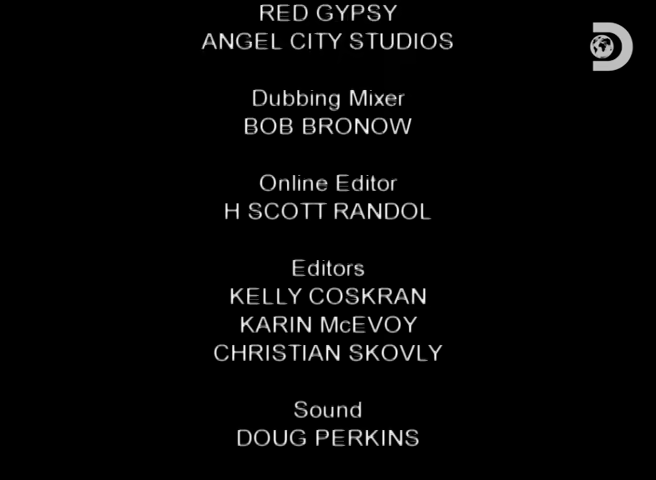 RED GYPSY
ANGEL CITY STUDIOS
Dubbing Mixer
BOB BRONOW
Online Editor
H SCOTT RANDOL
Editors
KELLY COSKRAN
KARIN McEVOY
CHRISTIAN SKOVLY
Sound
DOUG PERKINS